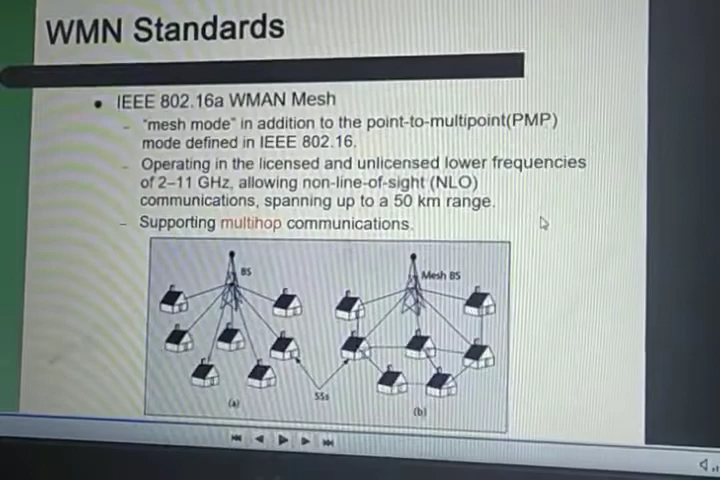 WMN Standards
• IEEE 802.16a WMAN Mesh
– "mesh mode" in addition to the point-to-multipoint(PMP)
mode defined in IEEE 802.16.
– Operating in the licensed and unlicensed lower frequencies
of 2–11 GHz, allowing non-line-of-sight (NLO)
communications, spanning up to a 50 km range.
– Supporting multihop communications.
BS
Mesh BS
SSs
(a)
(b)